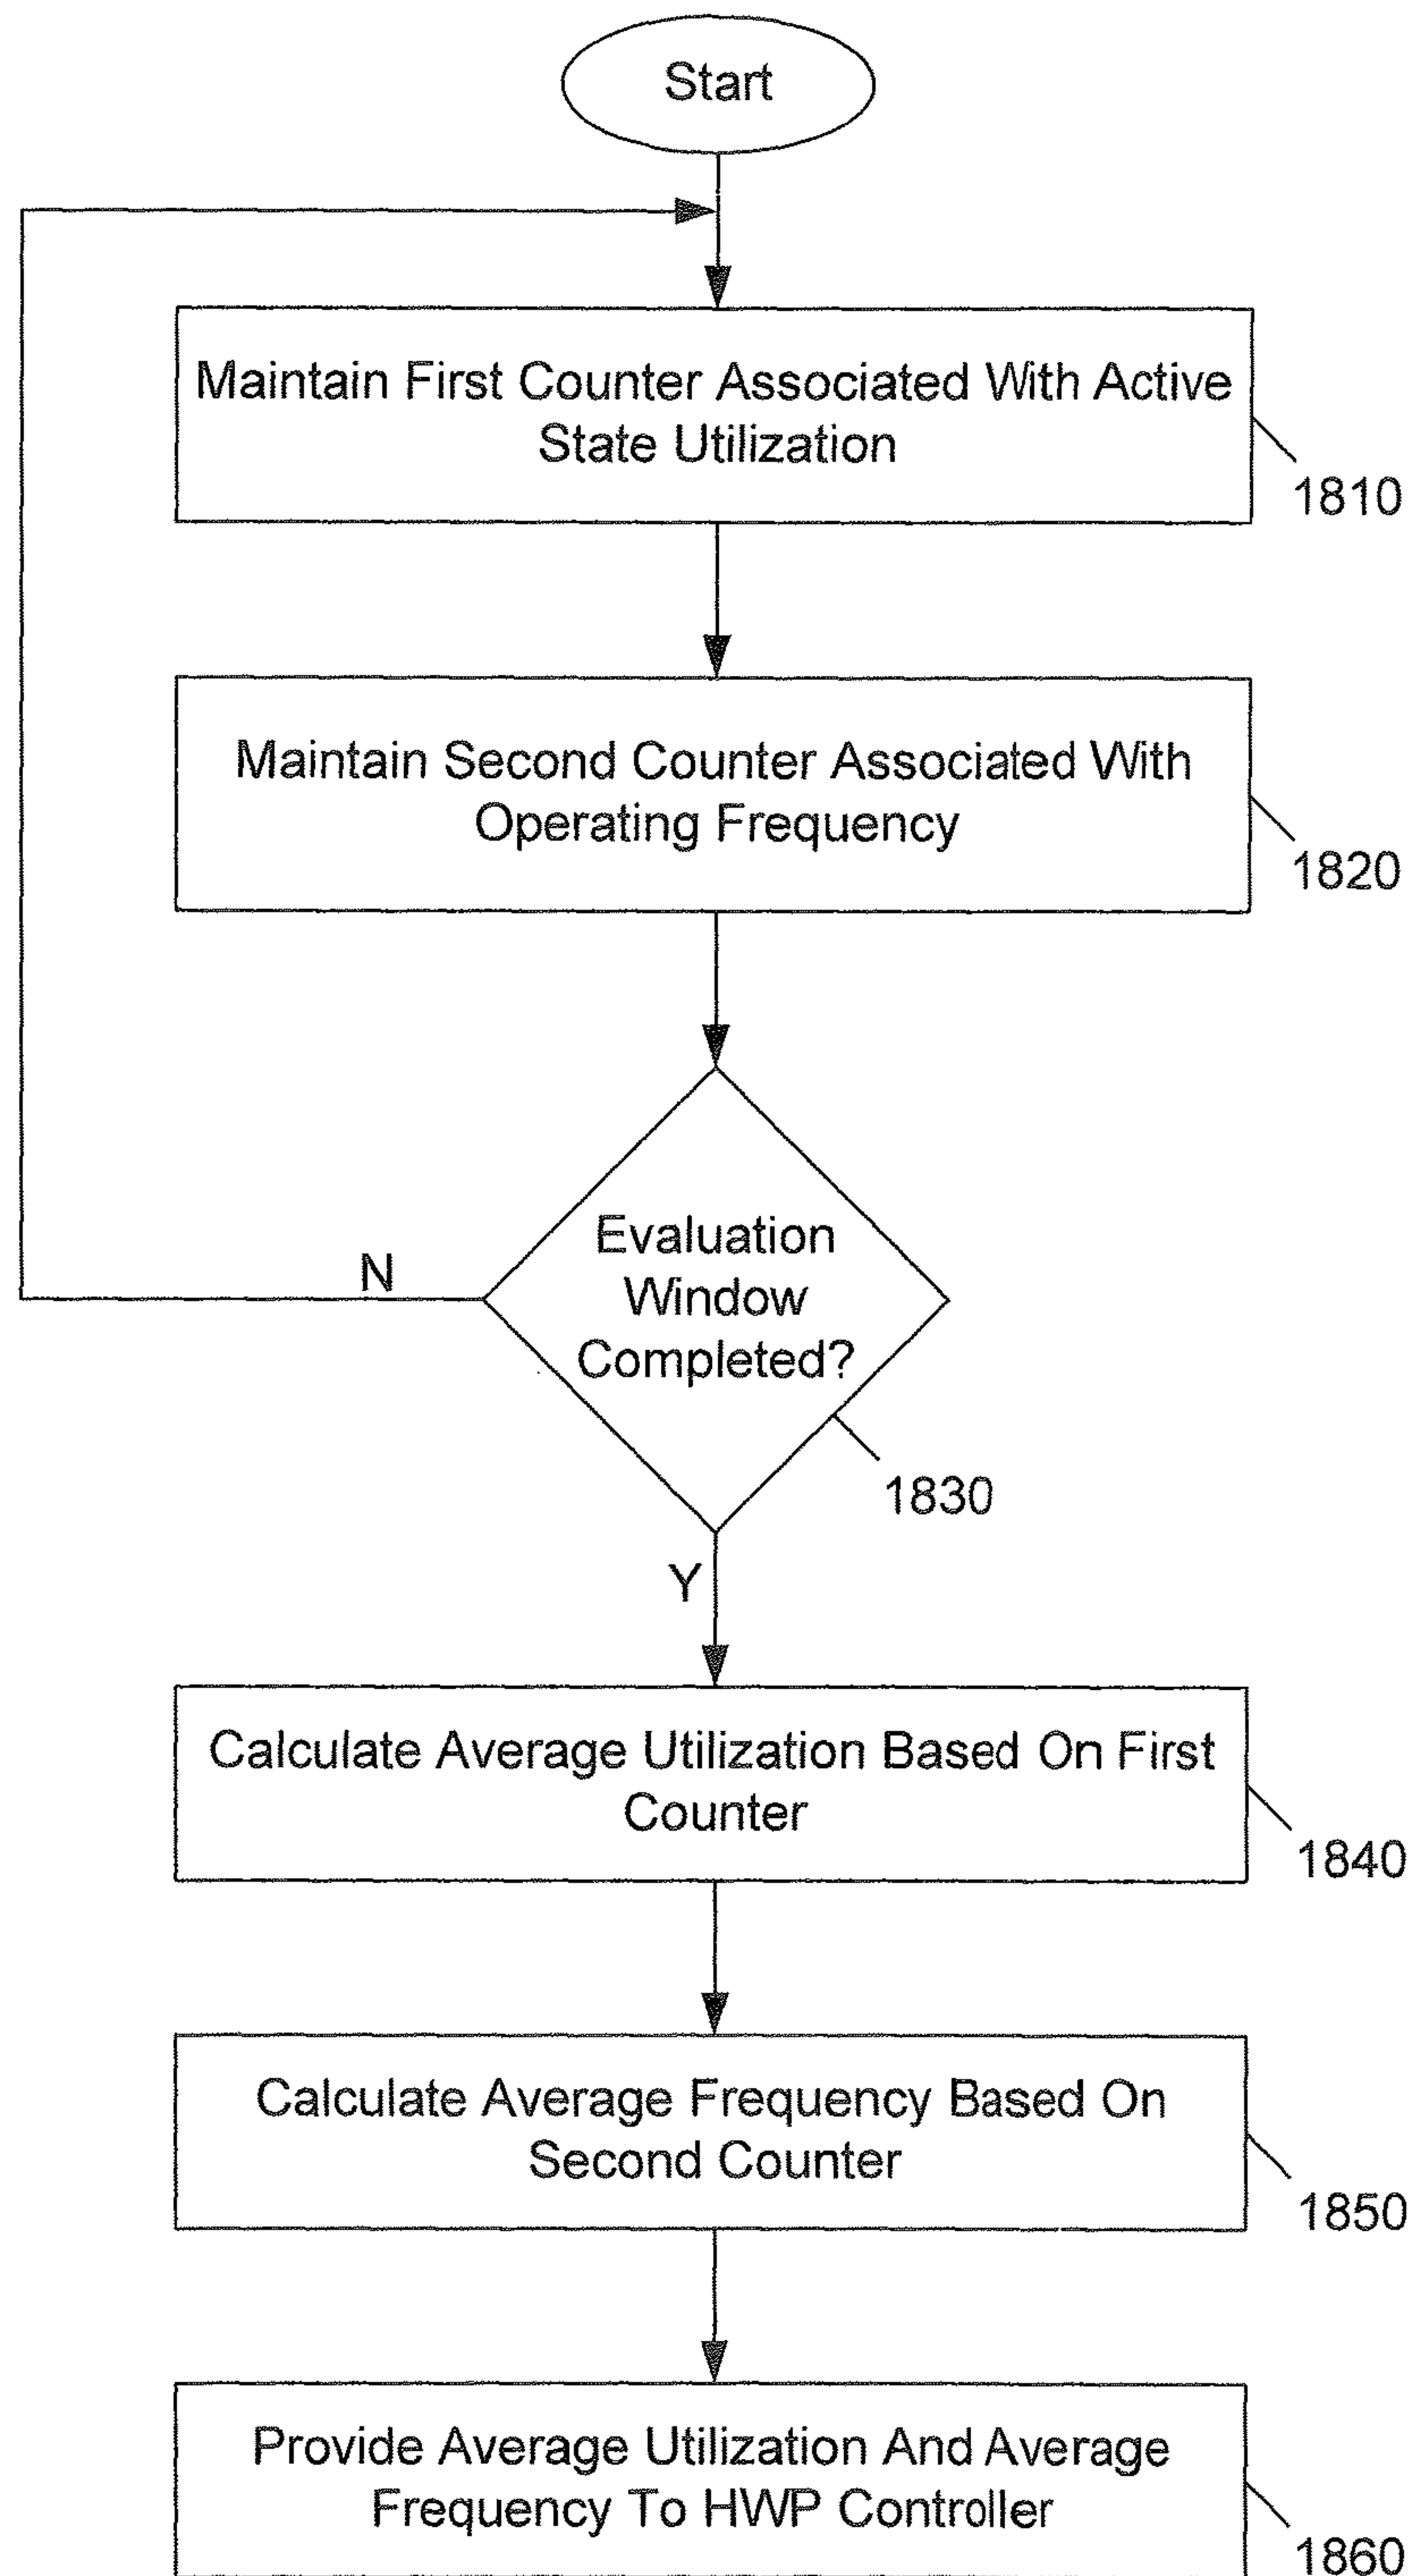 Start
Maintain First Counter Associated With Active
State Utilization
1810
Maintain Second Counter Associated With
Operating Frequency
1820
Evaluation
Window
Completed?
N
1830
Y
Calculate Average Utilization Based On First
Counter
1840
Calculate Average Frequency Based On
Second Counter
1850
Provide Average Utilization And Average
Frequency To HWP Controller
1860